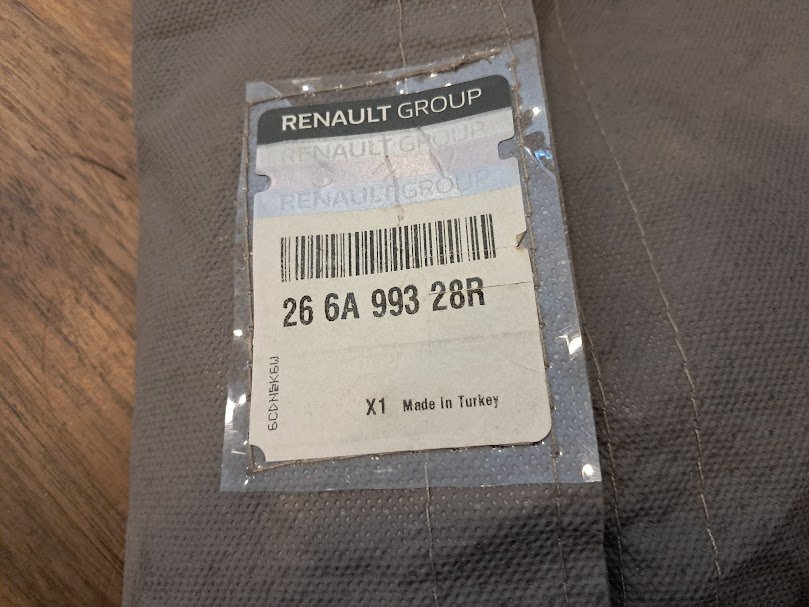 RENAULT GROUP
RENAULT GROUP
RENAULT GROUP
26 6A 993 28R
X1 Made in Turkey